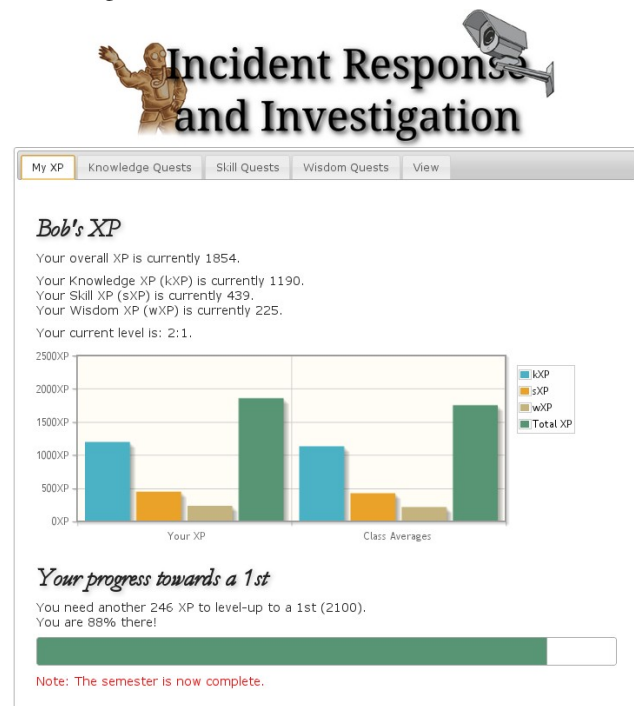 Incident Response
and Investigation
My XP Knowledge Quests Skill Quests Wisdom Quests View
Bob's XP
Your overall XP is currently 1854.
Your Knowledge XP (kXP) is currently 1190.
Your Skill XP (sXP) is currently 439.
Your Wisdom XP (wXP) is currently 225.
Your current level is: 2:1.
2500XP
2000XP
1500XP
1000XP
500XP
0XP
Your XP Class Averages
kXP
sXP
wXP
Total XP
Your progress towards a 1st
You need another 246 XP to level-up to a 1st (2100).
You are 88% there!
Note: The semester is now complete.